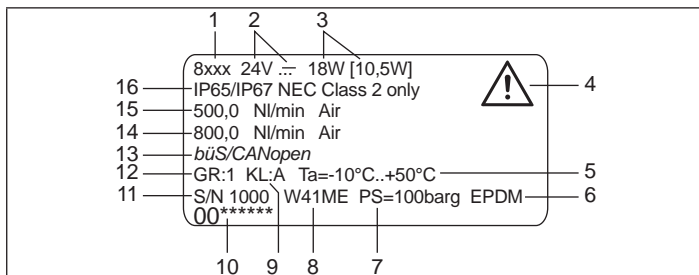 1 2 3
8xxx 24V ⎓ 18W [10,5W]
4
16 IP65/IP67 NEC Class 2 only
15 500,0 Nl/min Air
14 800,0 Nl/min Air
13 büS/CANopen
12 GR:1 KL:A Ta=-10°C..+50°C 5
11 S/N 1000 W41ME PS=100barg EPDM 6
00******
10 9 8 7